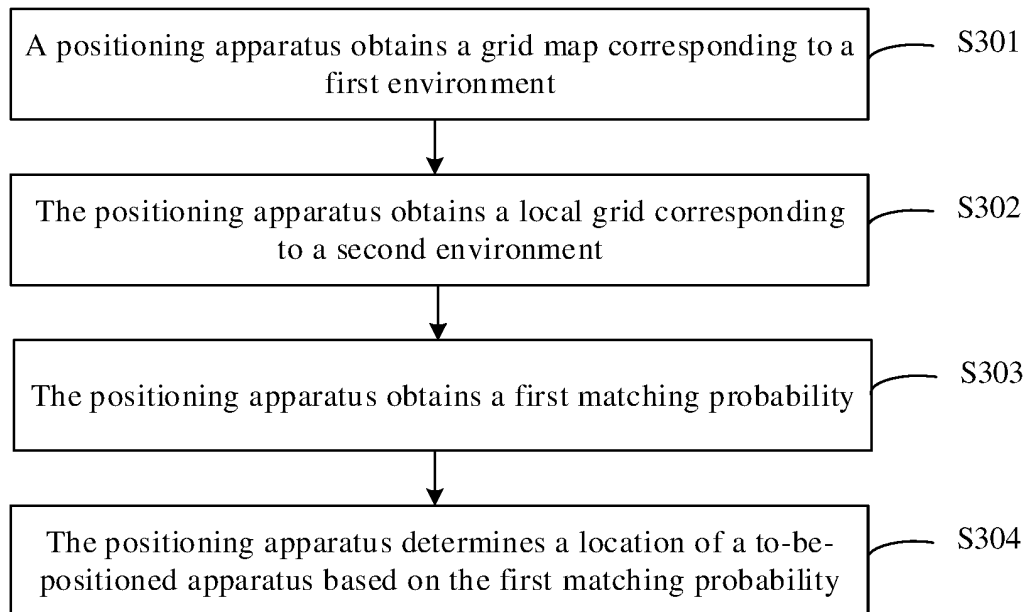 A positioning apparatus obtains a grid map corresponding to a
first environment
S301
The positioning apparatus obtains a local grid corresponding
to a second environment
S302
The positioning apparatus obtains a first matching probability
S303
The positioning apparatus determines a location of a to-be-
positioned apparatus based on the first matching probability
S304